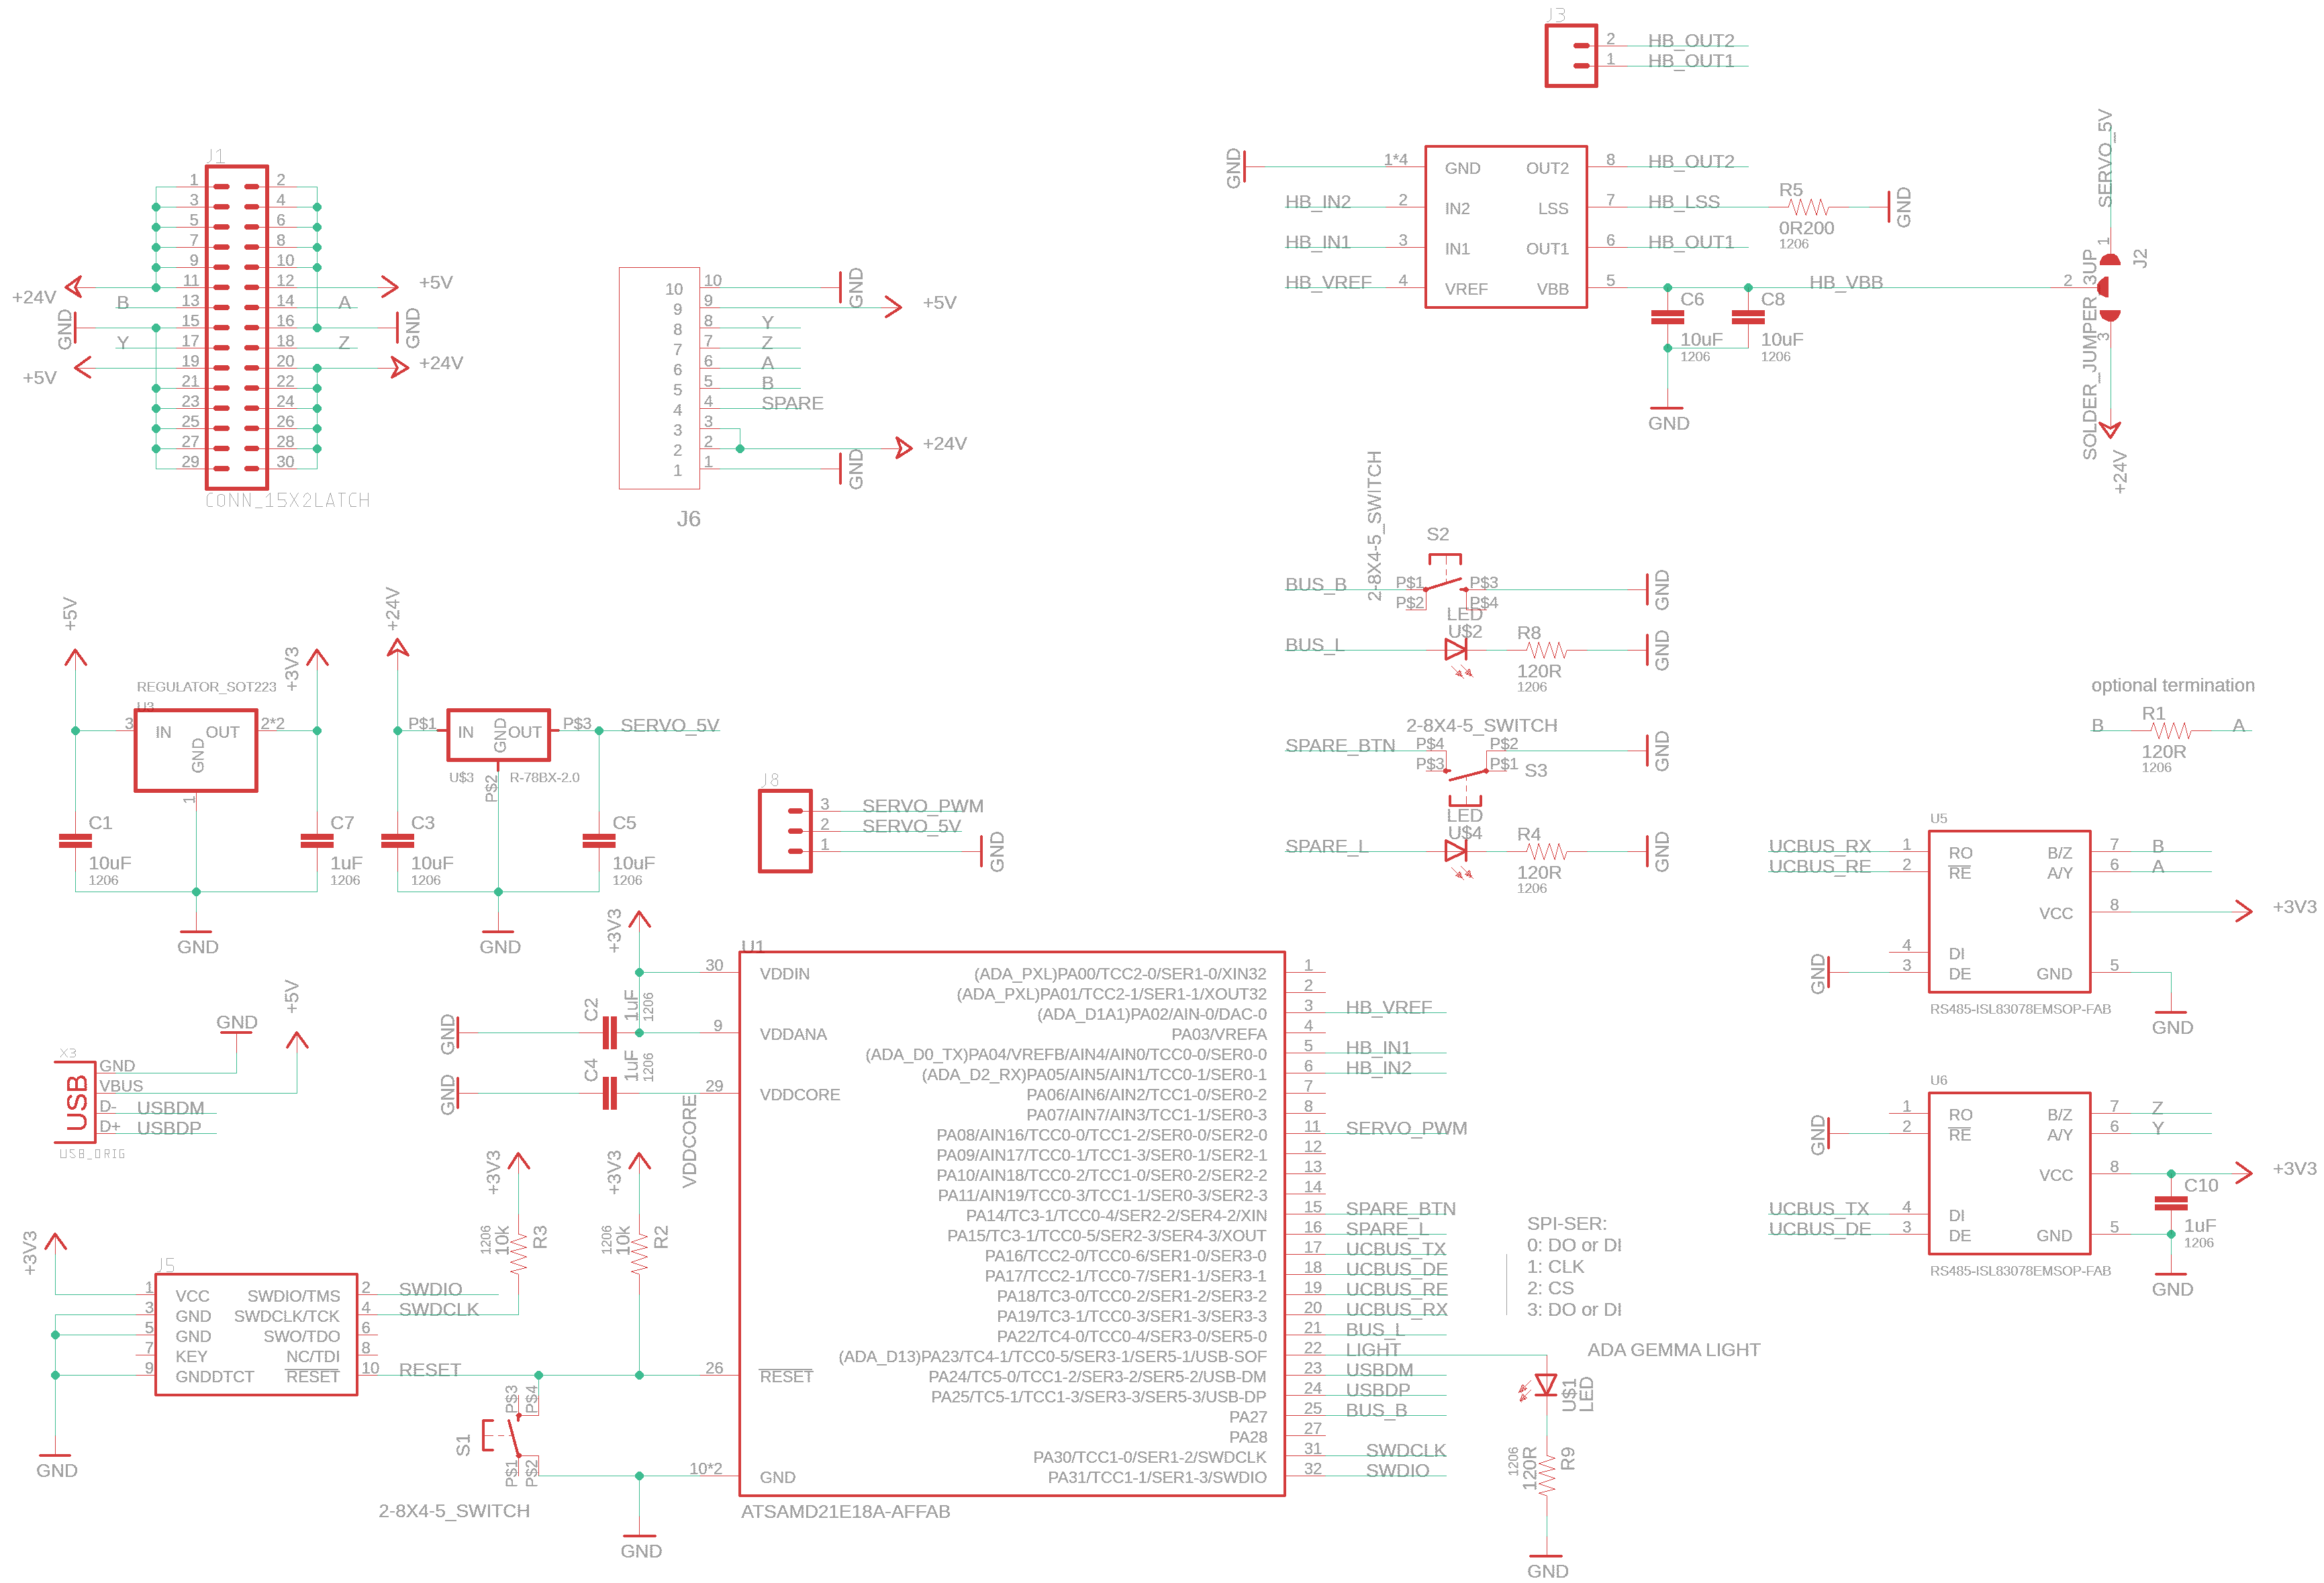 J3
2 HB_OUT2
1 HB_OUT1
J1
1 2
3 4
5 6
7 8
9 10
11 12
13 14
15 16
17 18
19 20
21 22
23 24
25 26
27 28
29 30
+24V
B
GND
Y
+5V
+5V
A
GND
Z
+24V
CONN_15X2LATCH
10 10 GND
9 9 +5V
8 8 Y
7 7 Z
6 6 A
5 5 B
4 4 SPARE
3 3
2 2 +24V
1 1 GND
J6
GND 1*4 GND OUT2 8 HB_OUT2
HB_IN2 2 IN2 LSS 7 HB_LSS
HB_IN1 3 IN1 OUT1 6 HB_OUT1
HB_VREF 4 VREF VBB 5 HB_VBB
R5
0R200
1206
GND
C6
10uF
1206
C8
10uF
1206
GND
SERVO_5V
1
2
3
J2
SOLDER_JUMPER_3UP
+24V
2-8X4-5_SWITCH
S2
BUS_B P$1 P$3 GND
P$2 P$4
LED
U$2
BUS_L
R8
120R
1206
GND
2-8X4-5_SWITCH
SPARE_BTN P$4 P$2 GND
P$3 P$1 S3
LED
U$4
SPARE_L
R4
120R
1206
GND
optional termination
B R1 A
120R
1206
+5V
+3V3
REGULATOR_SOT223
U3
3 IN OUT 2*2
GND
1
C1
10uF
1206
C7
1uF
1206
GND
+24V
P$1 IN GND OUT P$3 SERVO_5V
U$3 P$2 R-78BX-2.0
C3
10uF
1206
C5
10uF
1206
GND
J8
3 SERVO_PWM
2 SERVO_5V
1 GND
U5
UCBUS_RX 1 RO B/Z 7 B
UCBUS_RE 2 RE A/Y 6 A
VCC 8 +3V3
4 DI
GND 3 DE GND 5
RS485-ISL83078EMSOP-FAB
GND
U6
1 RO B/Z 7 Z
GND 2 RE A/Y 6 Y
VCC 8 +3V3
C10
1uF
1206
UCBUS_TX 4 DI
UCBUS_DE 3 DE GND 5
RS485-ISL83078EMSOP-FAB
GND
X3
USB
GND
VBUS
D- USBDM
D+ USBDP
USB_ORIG
GND
+5V
+3V3
GND C2 1uF 1206
GND C4 1uF 1206
VDDCORE
+3V3
1206 10k R3
+3V3
1206 10k R2
+3V3
J5
1 VCC SWDIO/TMS 2 SWDIO
3 GND SWDCLK/TCK 4 SWDCLK
5 GND SWO/TDO 6
7 KEY NC/TDI 8
9 GNDDTCT RESET 10 RESET
GND
S1
P$3 P$4
P$1 P$2
2-8X4-5_SWITCH
GND
U1
30 VDDIN
9 VDDANA
29 VDDCORE
26 RESET
10*2 GND
(ADA_PXL)PA00/TCC2-0/SER1-0/XIN32 1
(ADA_PXL)PA01/TCC2-1/SER1-1/XOUT32 2
(ADA_D1A1)PA02/AIN-0/DAC-0 3 HB_VREF
PA03/VREFA 4
(ADA_D0_TX)PA04/VREFB/AIN4/AIN0/TCC0-0/SER0-0 5 HB_IN1
(ADA_D2_RX)PA05/AIN5/AIN1/TCC0-1/SER0-1 6 HB_IN2
PA06/AIN6/AIN2/TCC1-0/SER0-2 7
PA07/AIN7/AIN3/TCC1-1/SER0-3 8
PA08/AIN16/TCC0-0/TCC1-2/SER0-0/SER2-0 11 SERVO_PWM
PA09/AIN17/TCC0-1/TCC1-3/SER0-1/SER2-1 12
PA10/AIN18/TCC0-2/TCC1-0/SER0-2/SER2-2 13
PA11/AIN19/TCC0-3/TCC1-1/SER0-3/SER2-3 14
PA14/TC3-1/TCC0-4/SER2-2/SER4-2/XIN 15 SPARE_BTN
PA15/TC3-1/TCC0-5/SER2-3/SER4-3/XOUT 16 SPARE_L
PA16/TCC2-0/TCC0-6/SER1-0/SER3-0 17 UCBUS_TX
PA17/TCC2-1/TCC0-7/SER1-1/SER3-1 18 UCBUS_DE
PA18/TC3-0/TCC0-2/SER1-2/SER3-2 19 UCBUS_RE
PA19/TC3-1/TCC0-3/SER1-3/SER3-3 20 UCBUS_RX
PA22/TC4-0/TCC0-4/SER3-0/SER5-0 21 BUS_L
(ADA_D13)PA23/TC4-1/TCC0-5/SER3-1/SER5-1/USB-SOF 22 LIGHT
PA24/TC5-0/TCC1-2/SER3-2/SER5-2/USB-DM 23 USBDM
PA25/TC5-1/TCC1-3/SER3-3/SER5-3/USB-DP 24 USBDP
PA27 25 BUS_B
PA28 27
PA30/TCC1-0/SER1-2/SWDCLK 31 SWDCLK
PA31/TCC1-1/SER1-3/SWDIO 32 SWDIO
ATSAMD21E18A-AFFAB
SPI-SER:
0: DO or DI
1: CLK
2: CS
3: DO or DI
ADA GEMMA LIGHT
U$1
LED
1206
120R
R9
GND